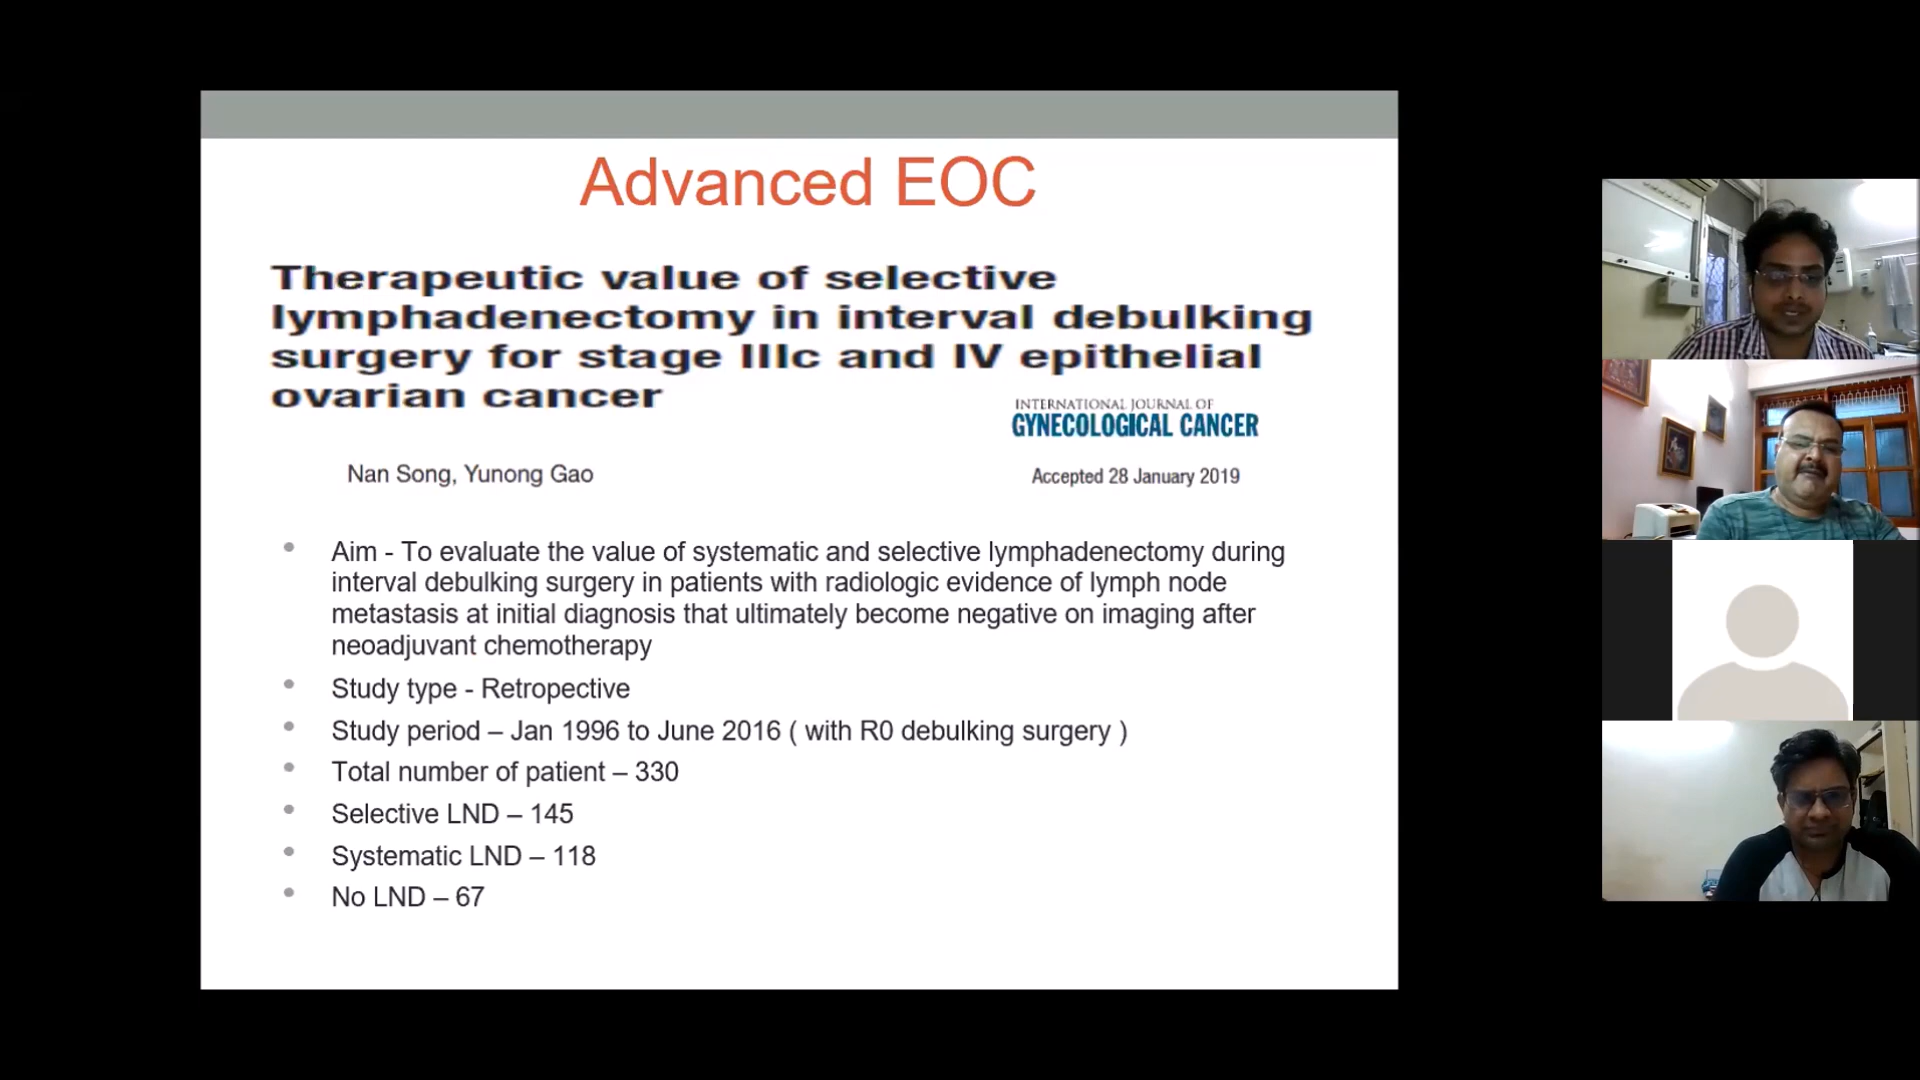 Advanced EOC
Therapeutic value of selective
lymphadenectomy in interval debulking
surgery for stage IIIc and IV epithelial
ovarian cancer
INTERNATIONAL JOURNAL OF
GYNECOLOGICAL CANCER
Nan Song, Yunong Gao
Accepted 28 January 2019
• Aim - To evaluate the value of systematic and selective lymphadenectomy during
interval debulking surgery in patients with radiologic evidence of lymph node
metastasis at initial diagnosis that ultimately become negative on imaging after
neoadjuvant chemotherapy
• Study type - Retropective
• Study period – Jan 1996 to June 2016 ( with R0 debulking surgery )
• Total number of patient – 330
• Selective LND – 145
• Systematic LND – 118
• No LND – 67